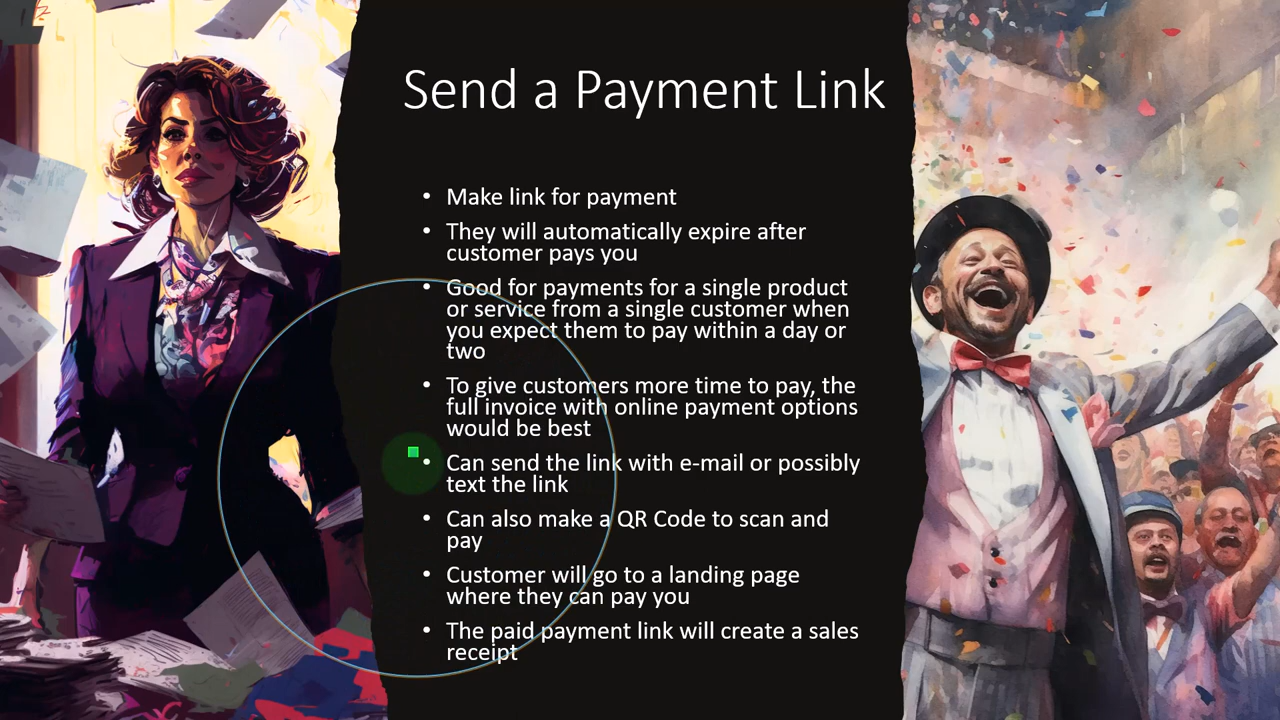 Send a Payment Link
• Make link for payment
• They will automatically expire after
customer pays you
• Good for payments for a single product
or service from a single customer when
you expect them to pay within a day or
two
• To give customers more time to pay, the
full invoice with online payment options
would be best
• Can send the link with e-mail or possibly
text the link
• Can also make a QR Code to scan and
pay
• Customer will go to a landing page
where they can pay you
• The paid payment link will create a sales
receipt